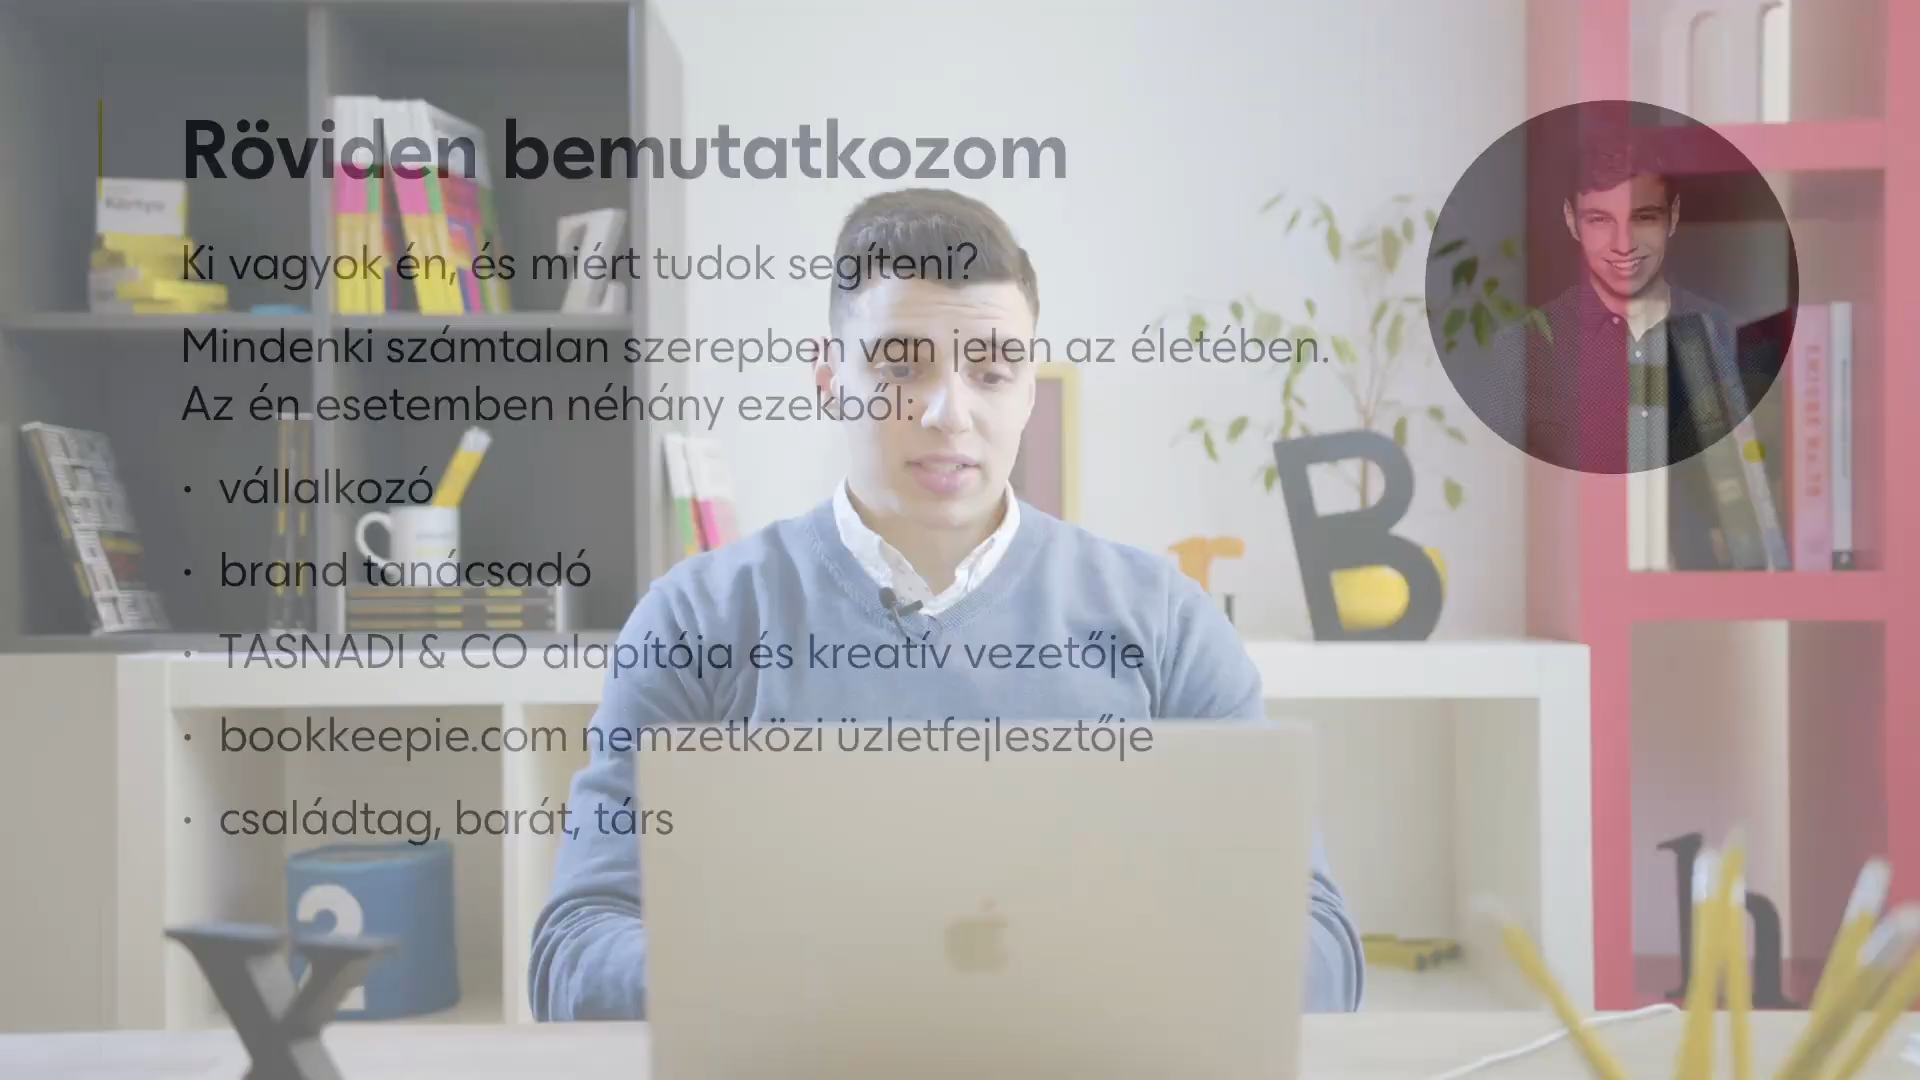 Röviden bemutatkozom
Ki vagyok én, és miért tudok segíteni?
Mindenki számtalan szerepben van jelen az életében.
Az én esetemben néhány ezekből:
· vállalkozó
· brand tanácsadó
· TASNADI & CO alapítója és kreatív vezetője
· bookkeepie.com nemzetközi üzletfejlesztője
· családtag, barát, társ
B
2
X
h
r